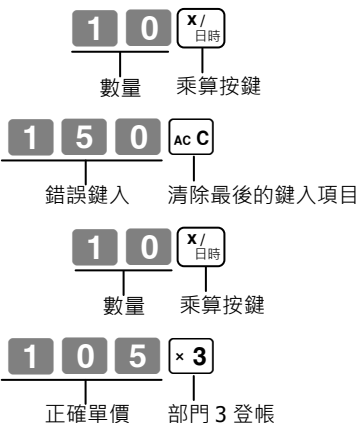 1 0 x/日時
數量 乘算按鍵
1 5 0 AC C
錯誤鍵入 清除最後的鍵入項目
1 0 x/日時
數量 乘算按鍵
1 0 5 × 3
正確單價 部門 3 登帳